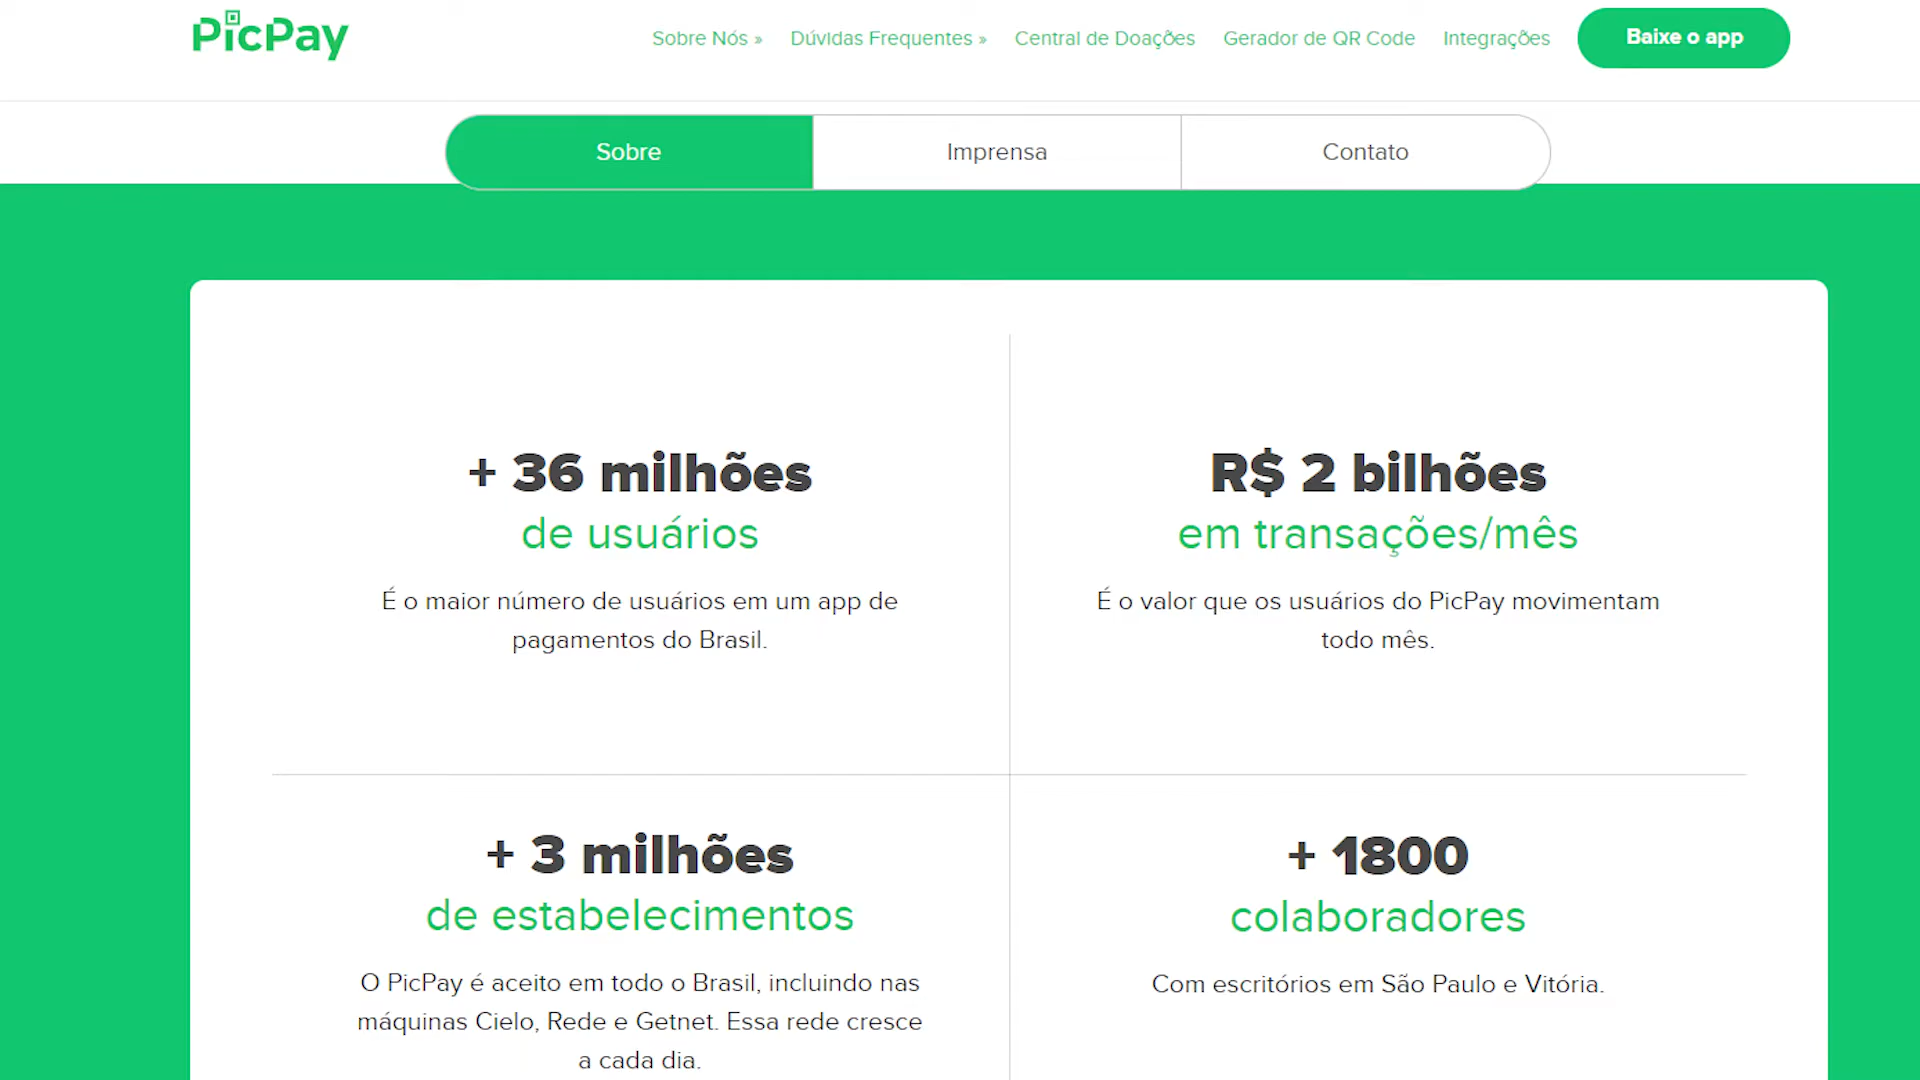 PicPay
Sobre Nós » Dúvidas Frequentes » Central de Doações Gerador de QR Code Integrações Baixe o app
Sobre Imprensa Contato
+ 36 milhões
de usuários
É o maior número de usuários em um app de
pagamentos do Brasil.
R$ 2 bilhões
em transações/mês
É o valor que os usuários do PicPay movimentam
todo mês.
+ 3 milhões
de estabelecimentos
O PicPay é aceito em todo o Brasil, incluindo nas
máquinas Cielo, Rede e Getnet. Essa rede cresce
a cada dia.
+ 1800
colaboradores
Com escritórios em São Paulo e Vitória.